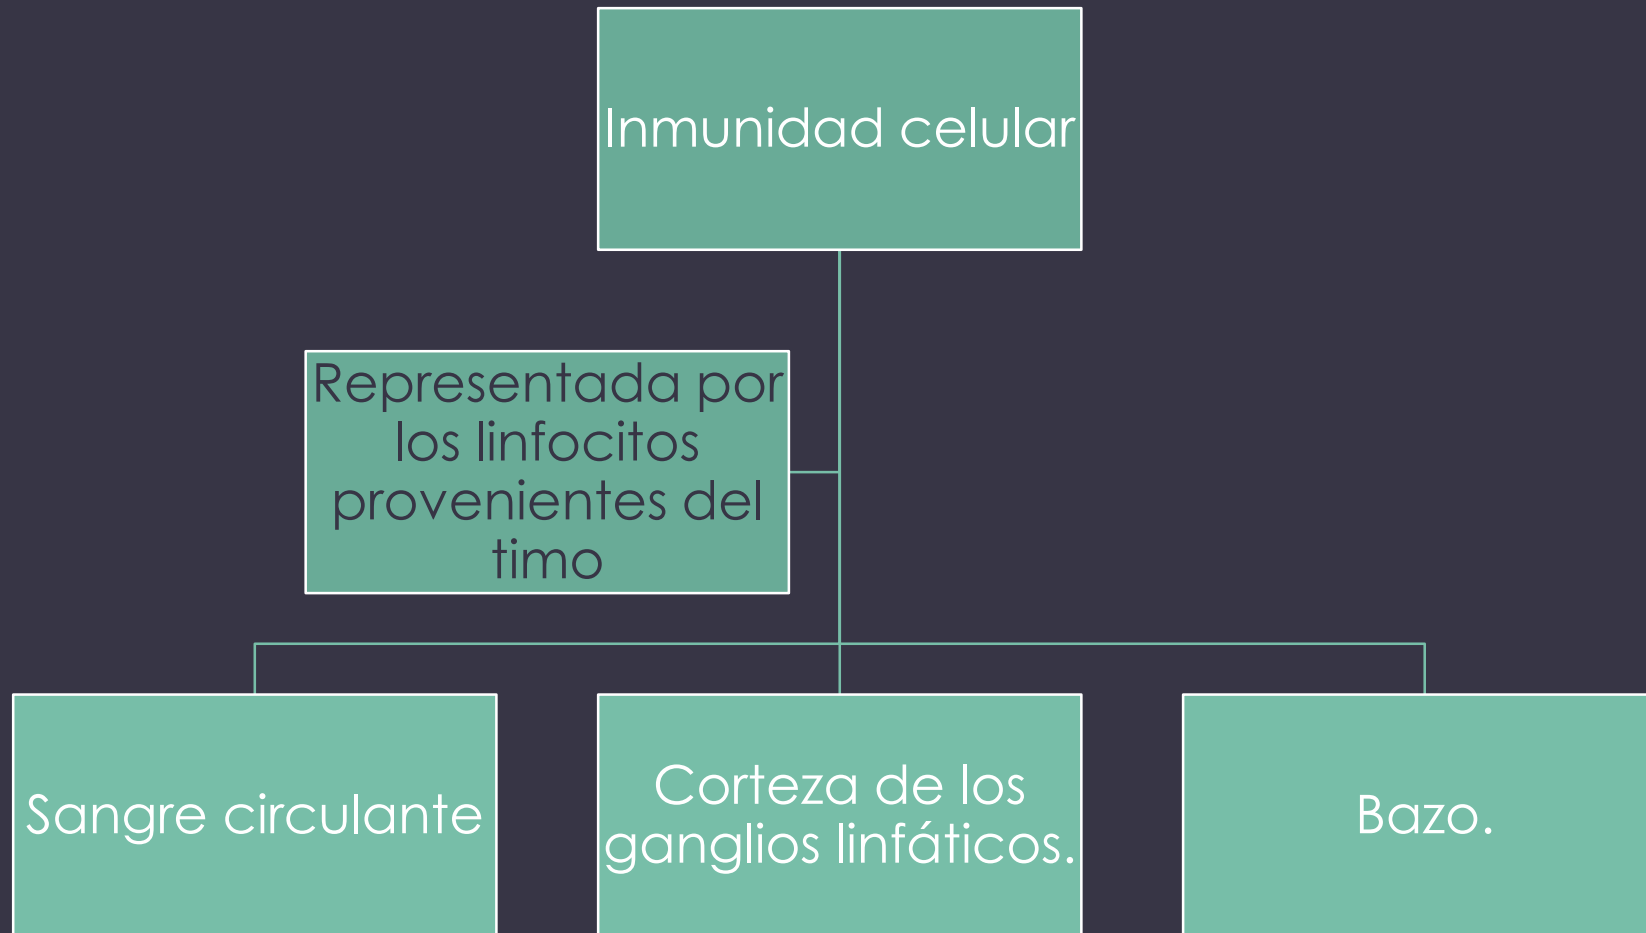 Inmunidad celular
Representada por
los linfocitos
provenientes del
timo
Sangre circulante
Corteza de los
ganglios linfáticos.
Bazo.